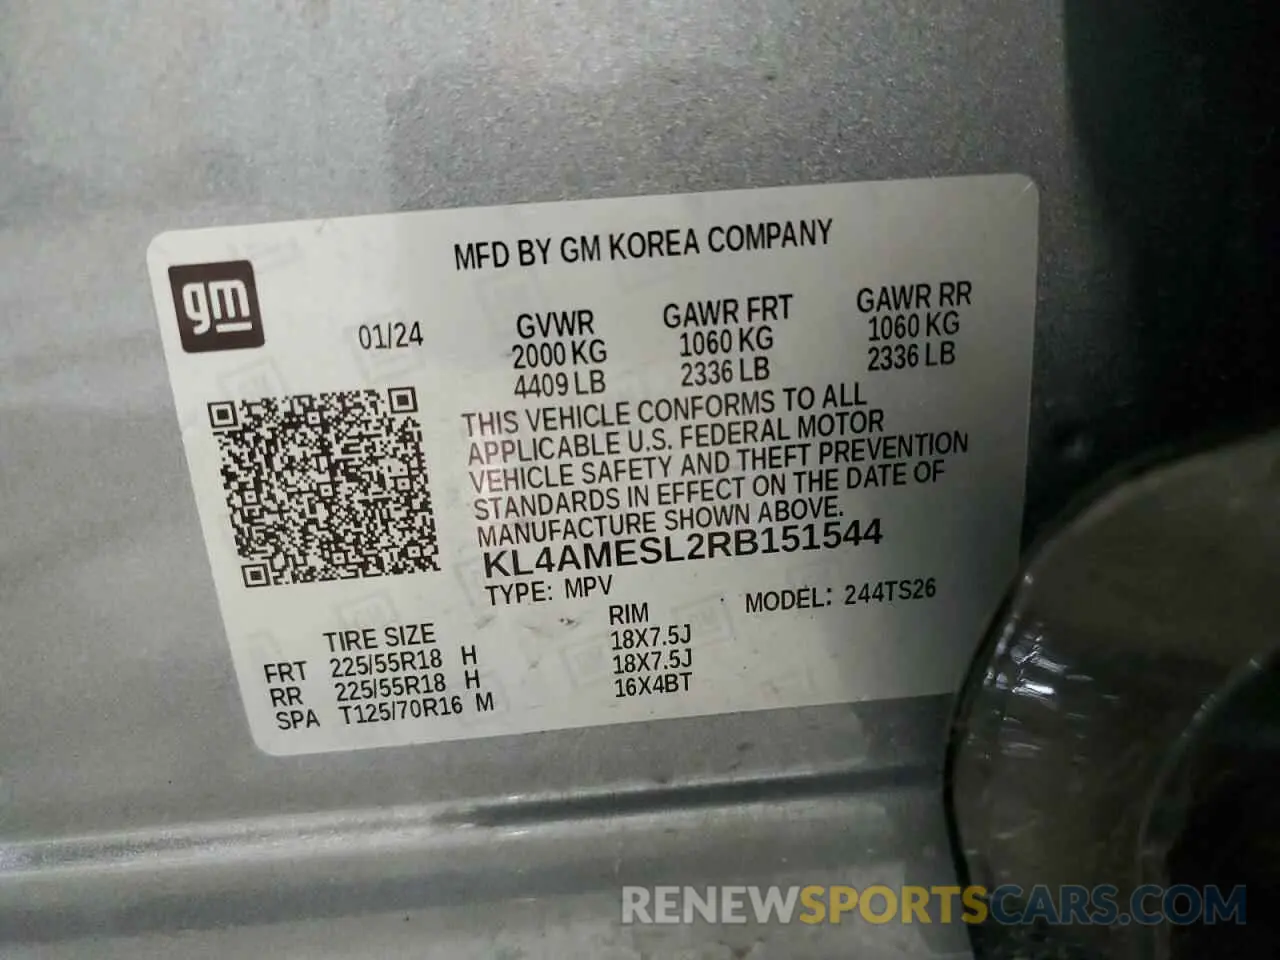 MFD BY GM KOREA COMPANY
gm
01/24
GVWR GAWR FRT GAWR RR
2000 KG 1060 KG 1060 KG
4409 LB 2336 LB 2336 LB
THIS VEHICLE CONFORMS TO ALL
APPLICABLE U.S. FEDERAL MOTOR
VEHICLE SAFETY AND THEFT PREVENTION
STANDARDS IN EFFECT ON THE DATE OF
MANUFACTURE SHOWN ABOVE.
KL4AMESL2RB151544
TYPE: MPV MODEL: 244TS26
TIRE SIZE RIM
FRT 225/55R18 H 18X7.5J
RR 225/55R18 H 18X7.5J
SPA T125/70R16 M 16X4BT
RENEWSPORTSCARS.COM